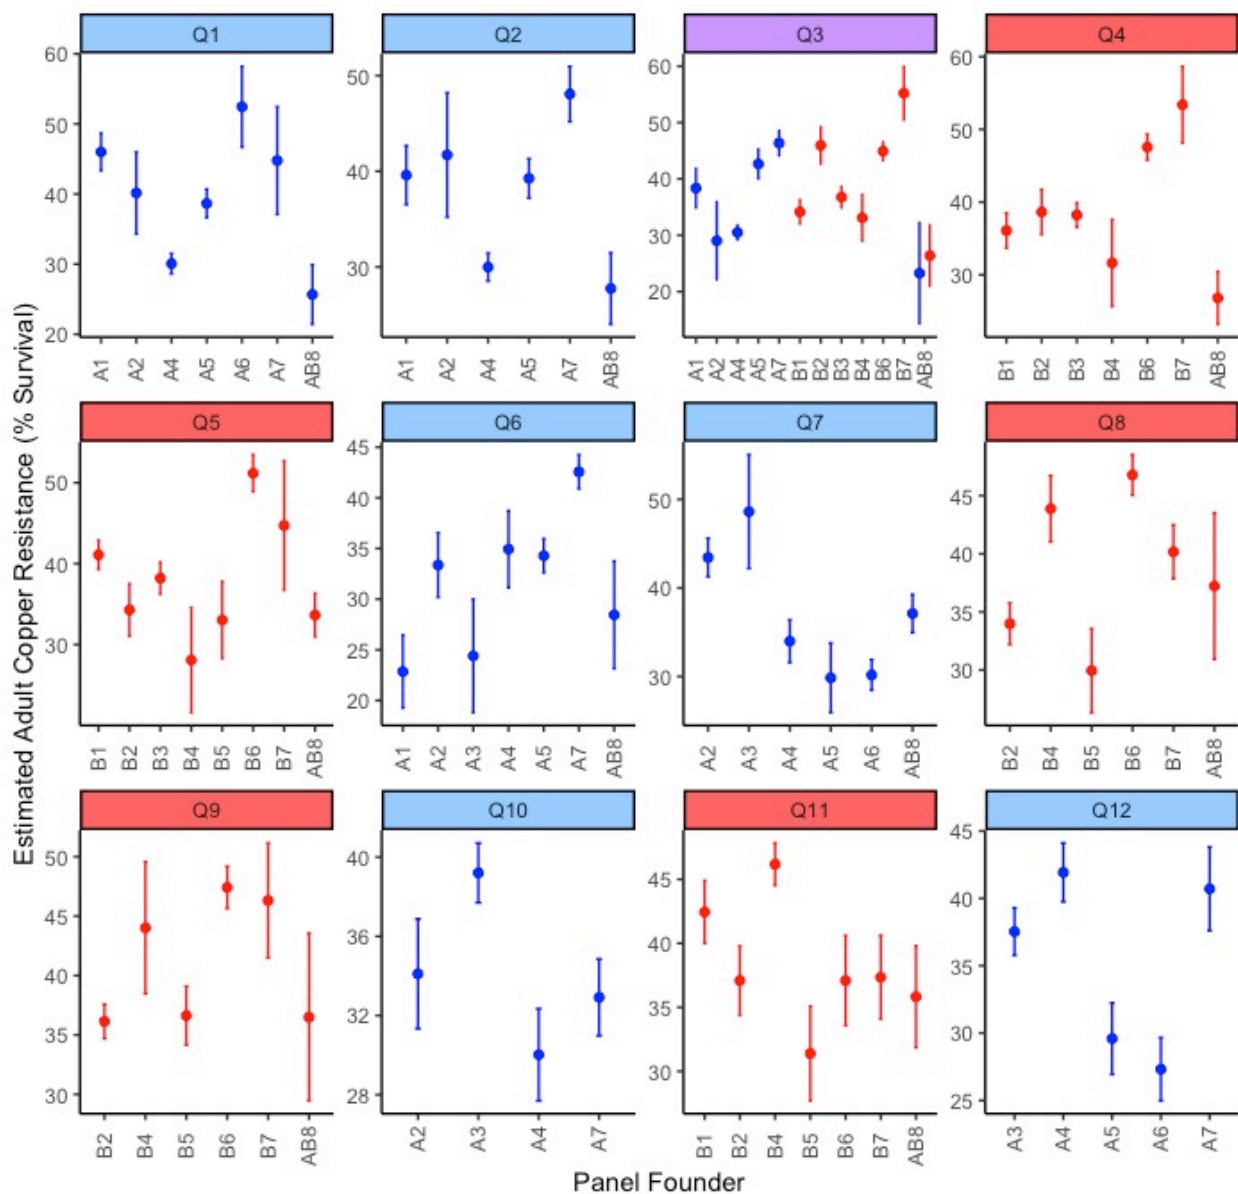 Estimated Adult Copper Resistance (% Survival)
Q1
60
50
40
30
20
A1 A2 A4 A5 A6 A7 AB8
Q2
50
40
30
A1 A2 A4 A5 A7 AB8
Q3
60
50
40
30
20
A1 A2 A4 A5 A7 B1 B2 B3 B4 B6 B7 AB8
Q4
60
50
40
30
B1 B2 B3 B4 B6 B7 AB8
Q5
50
40
30
B1 B2 B3 B4 B5 B6 B7 AB8
Q6
45
40
35
30
25
20
A1 A2 A3 A4 A5 A7 AB8
Q7
50
40
30
A2 A3 A4 A5 A6 AB8
Q8
45
40
35
30
B2 B4 B5 B6 B7 AB8
Q9
50
45
40
35
30
B2 B4 B5 B6 B7 AB8
Q10
40
36
32
28
A2 A3 A4 A7
Q11
45
40
35
30
B1 B2 B4 B5 B6 B7 AB8
Q12
45
40
35
30
25
A3 A4 A5 A6 A7
Panel Founder